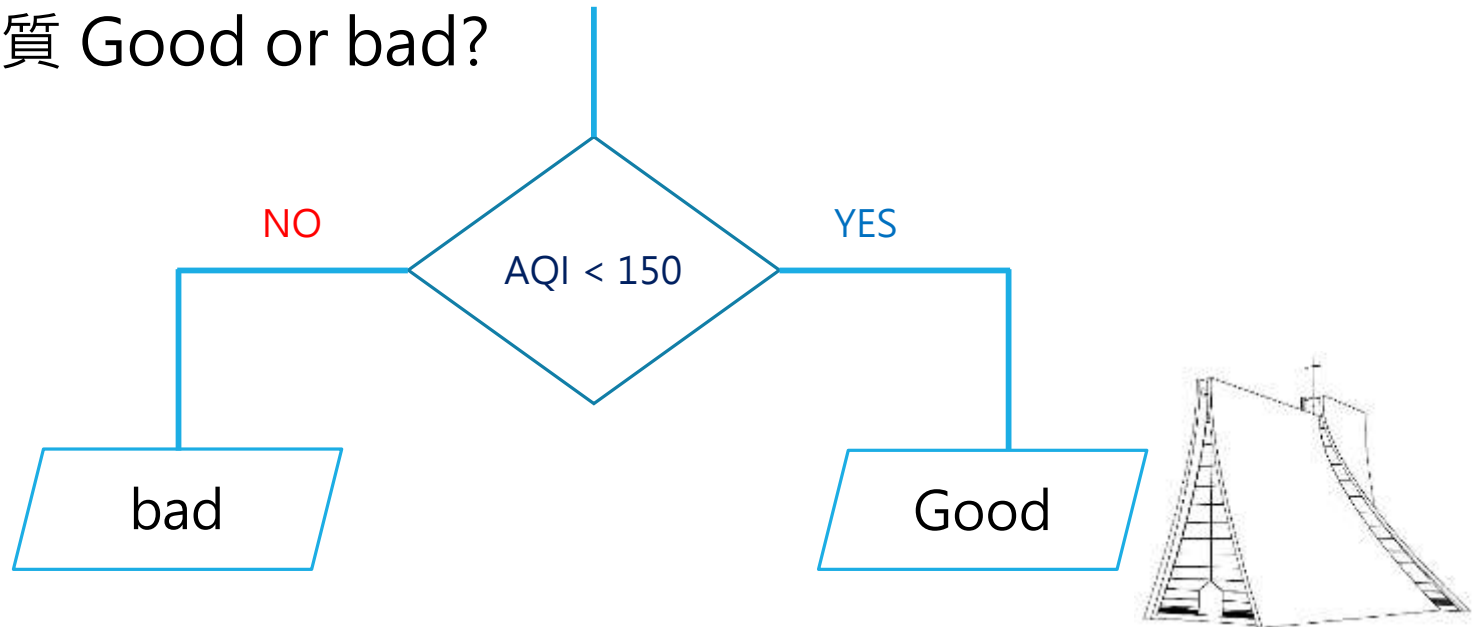 質 Good or bad?
NO
YES
AQI < 150
bad
Good